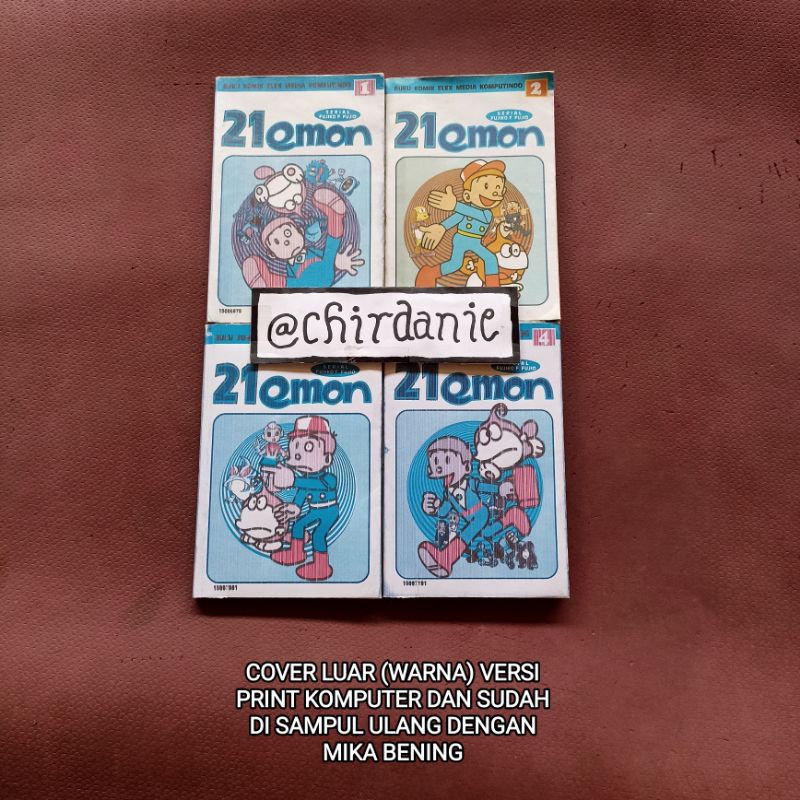 BUKU KOMIK ELEX MEDIA KOMPUTINDO 1
SERIAL
FUJIKO F. FUJIO
21emon
BUKU KOMIK ELEX MEDIA KOMPUTINDO 2
SERIAL
FUJIKO F. FUJIO
21emon
@chirdanie
SERIAL
FUJIKO F. FUJIO
21emon
4
SERIAL
FUJIKO F. FUJIO
21emon
COVER LUAR (WARNA) VERSI
PRINT KOMPUTER DAN SUDAH
DI SAMPUL ULANG DENGAN
MIKA BENING